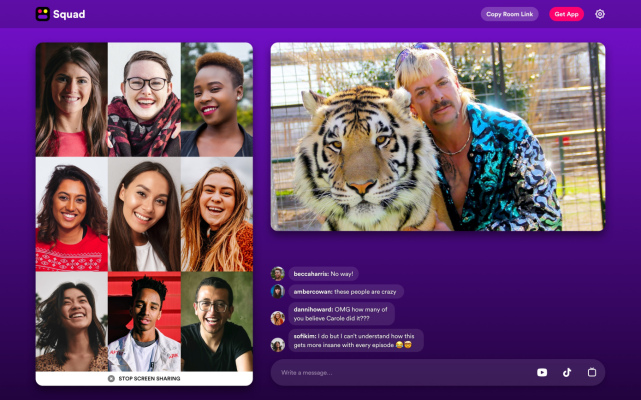 Squad
Copy Room Link
Get App
beccaharris: No way!
ambercowan: these people are crazy
dannihoward: OMG how many of
you believe Carole did it???
sofikim: I do but I can't understand how this
gets more insane with every episode 😂🤓
STOP SCREEN SHARING
Write a message...